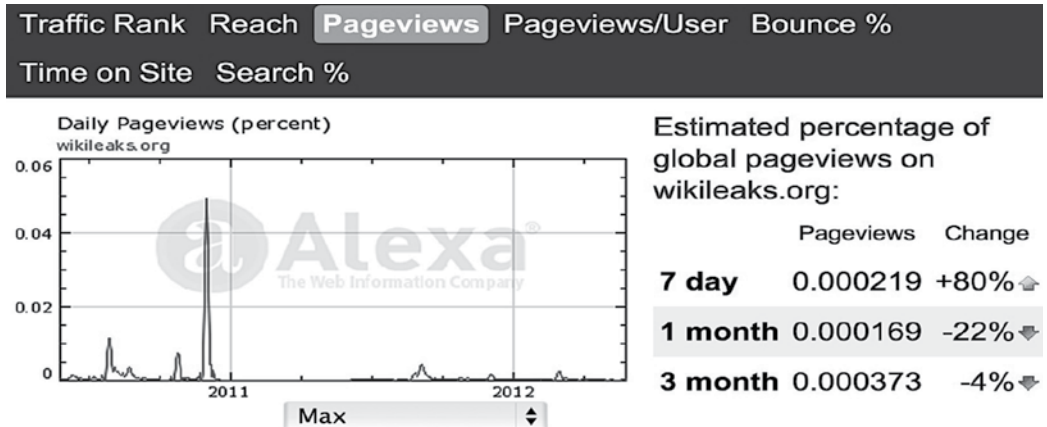 Traffic Rank Reach Pageviews Pageviews/User Bounce %
Time on Site Search %
Daily Pageviews (percent)
wikileaks.org
0.06
0.04
0.02
0
2011
2012
Alexa®
The Web Information Company
Max
Estimated percentage of
global pageviews on
wikileaks.org:
Pageviews Change
7 day 0.000219 +80%
1 month 0.000169 -22%
3 month 0.000373 -4%